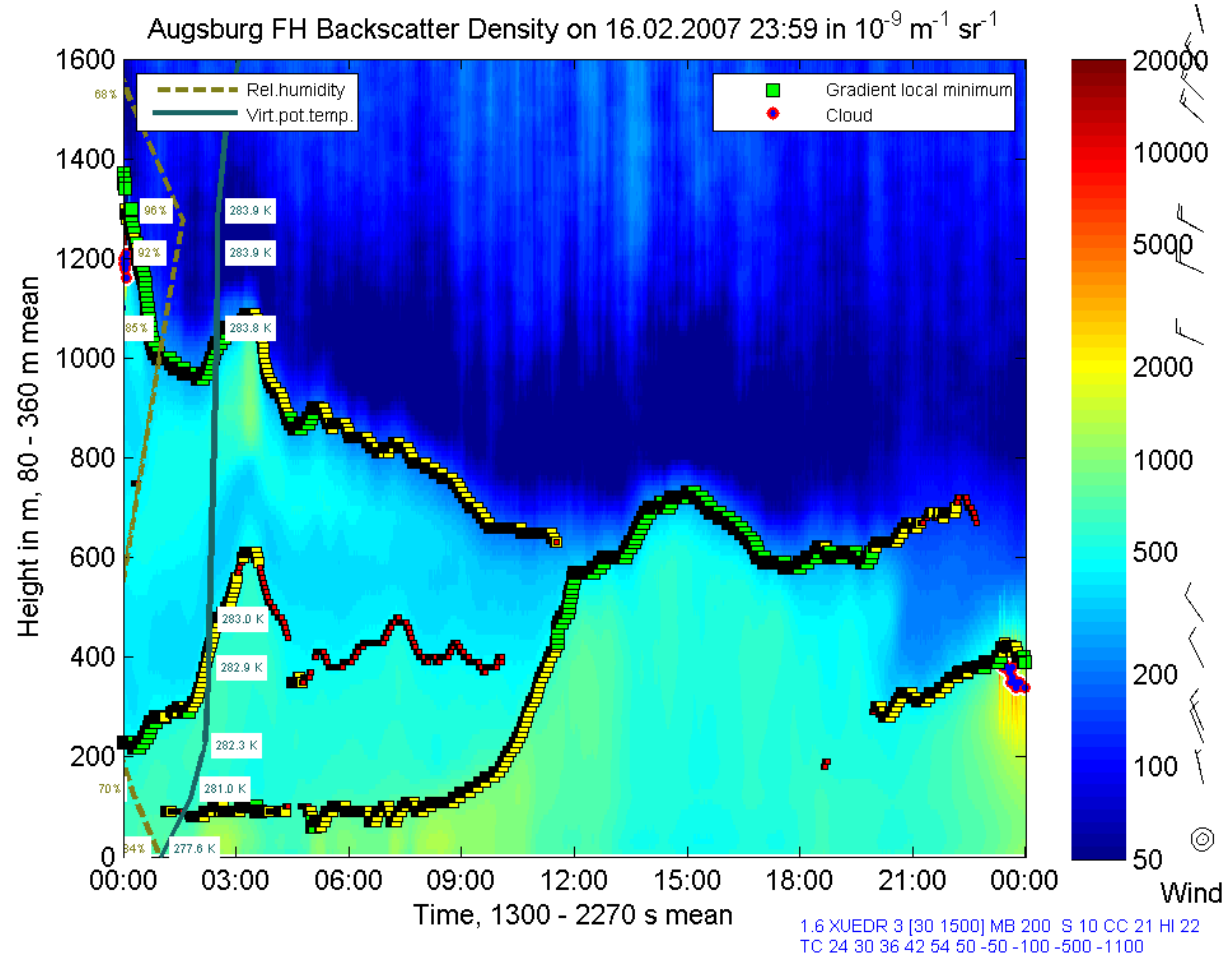 Augsburg FH Backscatter Density on 16.02.2007 23:59 in 10⁻⁹ m⁻¹ sr⁻¹
Rel.humidity
Virt.pot.temp.
Gradient local minimum
Cloud
68%
96%
92%
85%
70%
84%
283.9 K
283.9 K
283.8 K
283.0 K
282.9 K
282.3 K
281.0 K
277.6 K
1600
1400
1200
1000
800
600
400
200
0
Height in m, 80 - 360 m mean
00:00
03:00
06:00
09:00
12:00
15:00
18:00
21:00
00:00
Time, 1300 - 2270 s mean
20000
10000
5000
2000
1000
500
200
100
50
Wind
1.6 XUEDR 3 [30 1500] MB 200 S 10 CC 21 HI 22
TC 24 30 36 42 54 50 -50 -100 -500 -1100